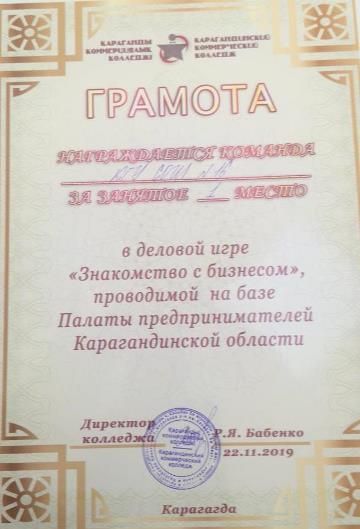 ҚАРАҒАНДЫ
КОММЕРЦИЯЛЫҚ
КОЛЛЕДЖІ
КАРАГАНДИНСКИЙ
КОММЕРЧЕСКИЙ
КОЛЛЕДЖ
ГРАМОТА
НАГРАЖДАЕТСЯ КОМАНДА
ЗА ЗАНЯТОЕ 1 МЕСТО
в деловой игре
«Знакомство с бизнесом»,
проводимой на базе
Палаты предпринимателей
Карагандинской области
Директор
колледжа Р.Я. Бабенко
22.11.2019
Карагагда